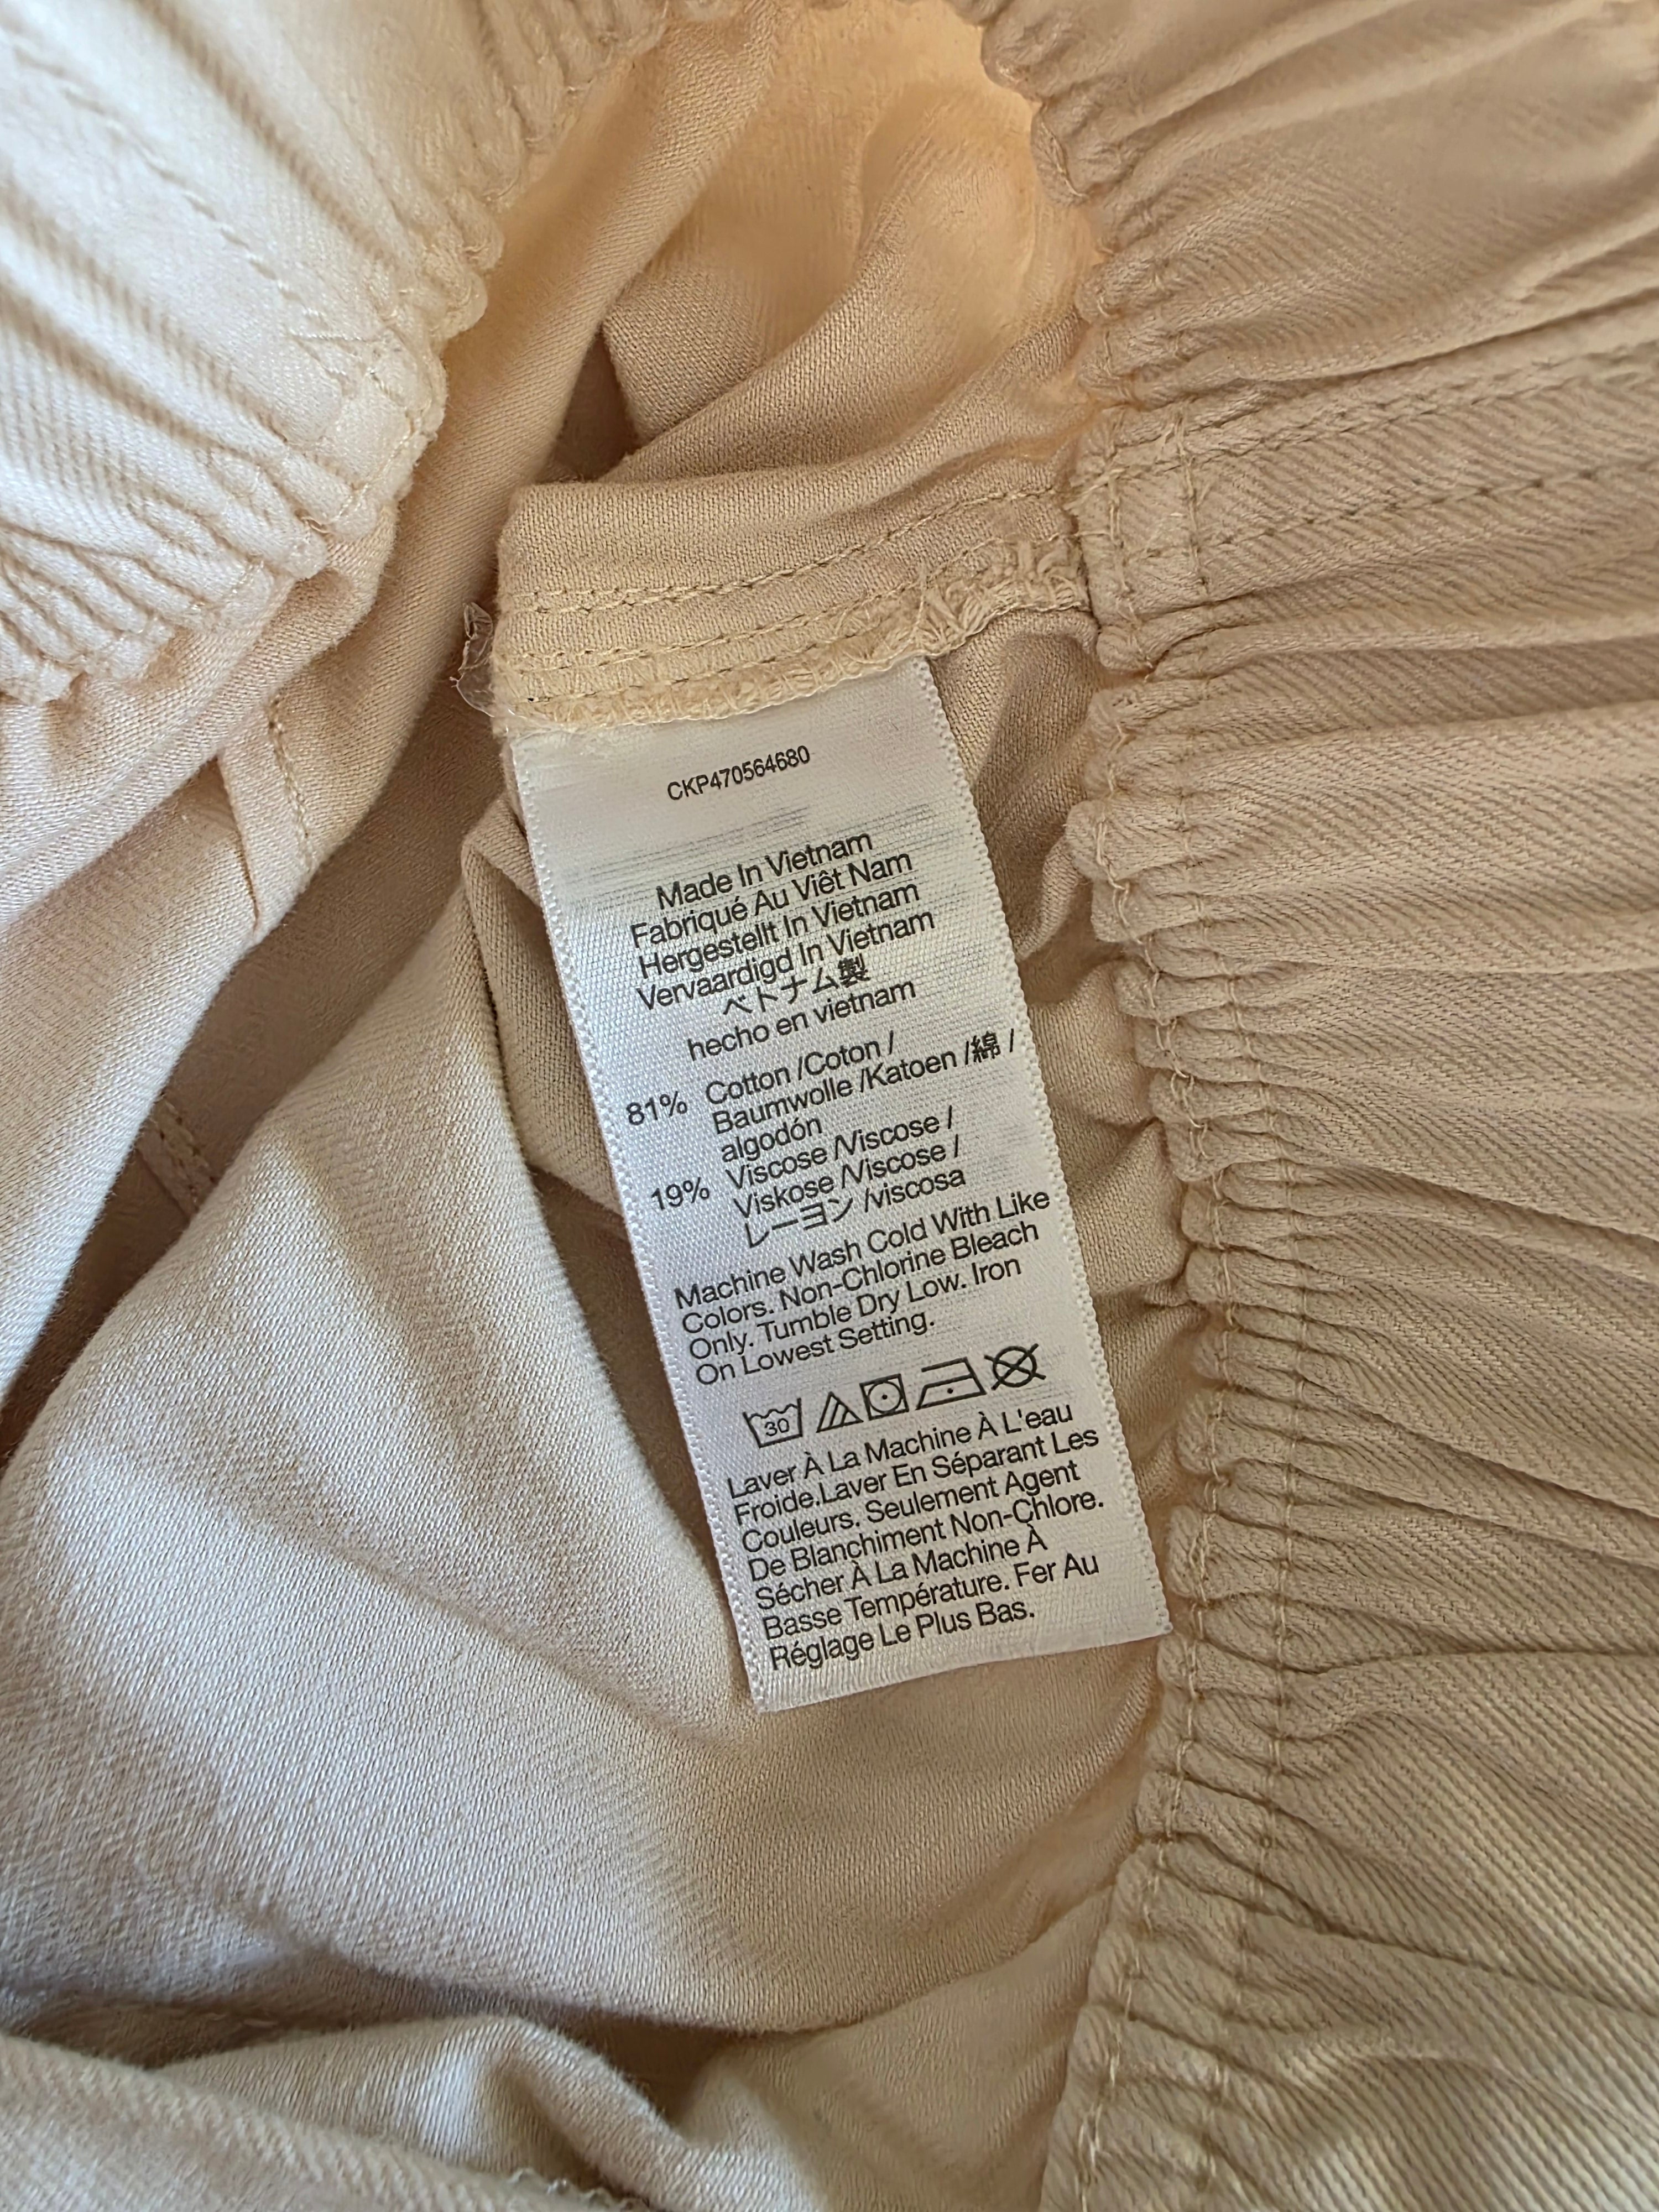 CKP470564680
Made In Vietnam
Fabriqué Au Viêt Nam
Hergestellt In Vietnam
Vervaardigd In Vietnam
ベトナム製
hecho en vietnam
81% Cotton /Coton /
Baumwolle /Katoen /綿 /
algodón
19% Viscose /Viscose /
Viskose /Viscose /
レーヨン /viscosa
Machine Wash Cold With Like
Colors. Non-Chlorine Bleach
Only. Tumble Dry Low. Iron
On Lowest Setting.
30
Laver À La Machine À L'eau
Froide.Laver En Séparant Les
Couleurs. Seulement Agent
De Blanchiment Non-Chlore.
Sécher À La Machine À
Basse Température. Fer Au
Réglage Le Plus Bas.